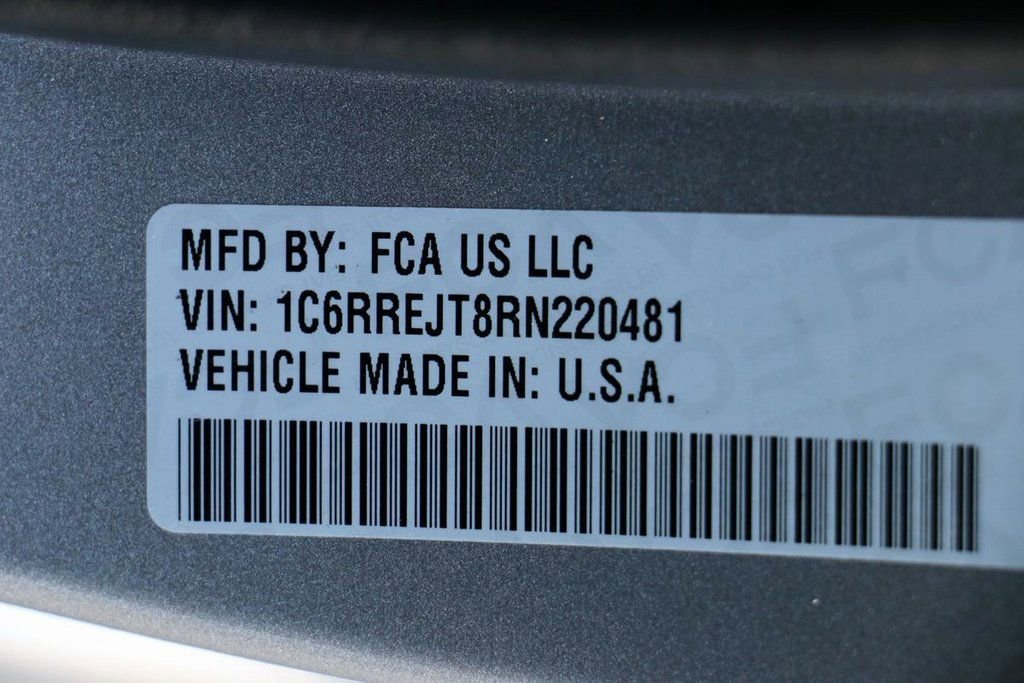 MFD BY: FCA US LLC
VIN: 1C6RREJT8RN220481
VEHICLE MADE IN: U.S.A.